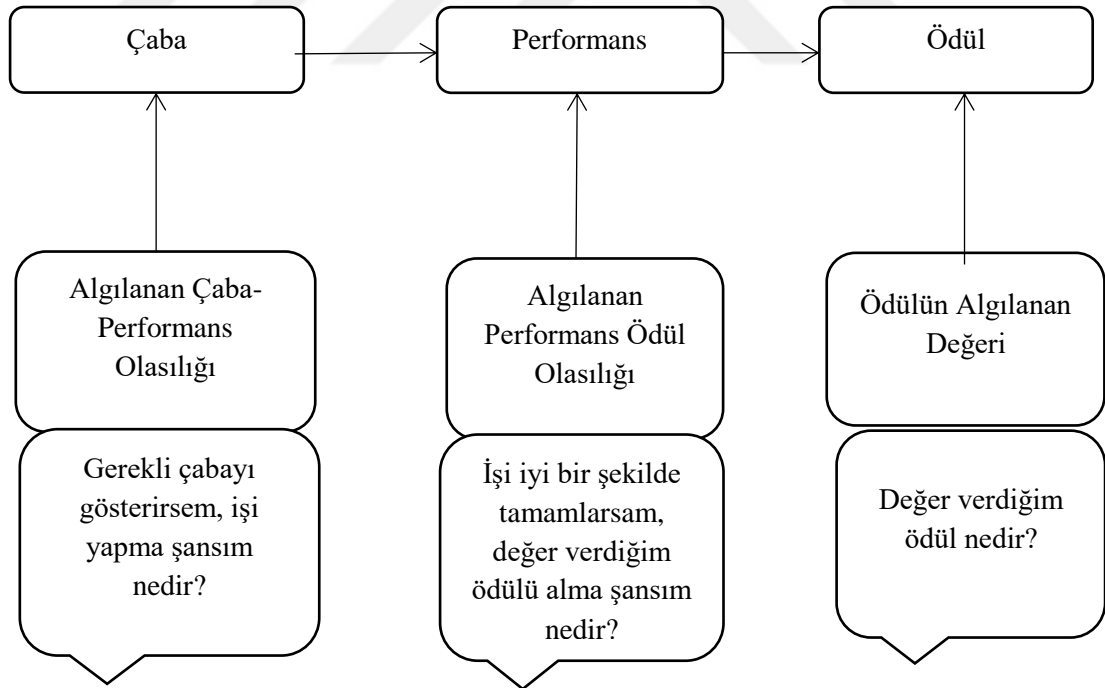 Çaba
Performans
Ödül
Algılanan Çaba-
Performans
Olasılığı
Algılanan
Performans Ödül
Olasılığı
Ödülün Algılanan
Değeri
Gerekli çabayı
gösterirsem, işi
yapma şansım
nedir?
İşi iyi bir şekilde
tamamlarsam,
değer verdiğim
ödülü alma şansım
nedir?
Değer verdiğim
ödül nedir?